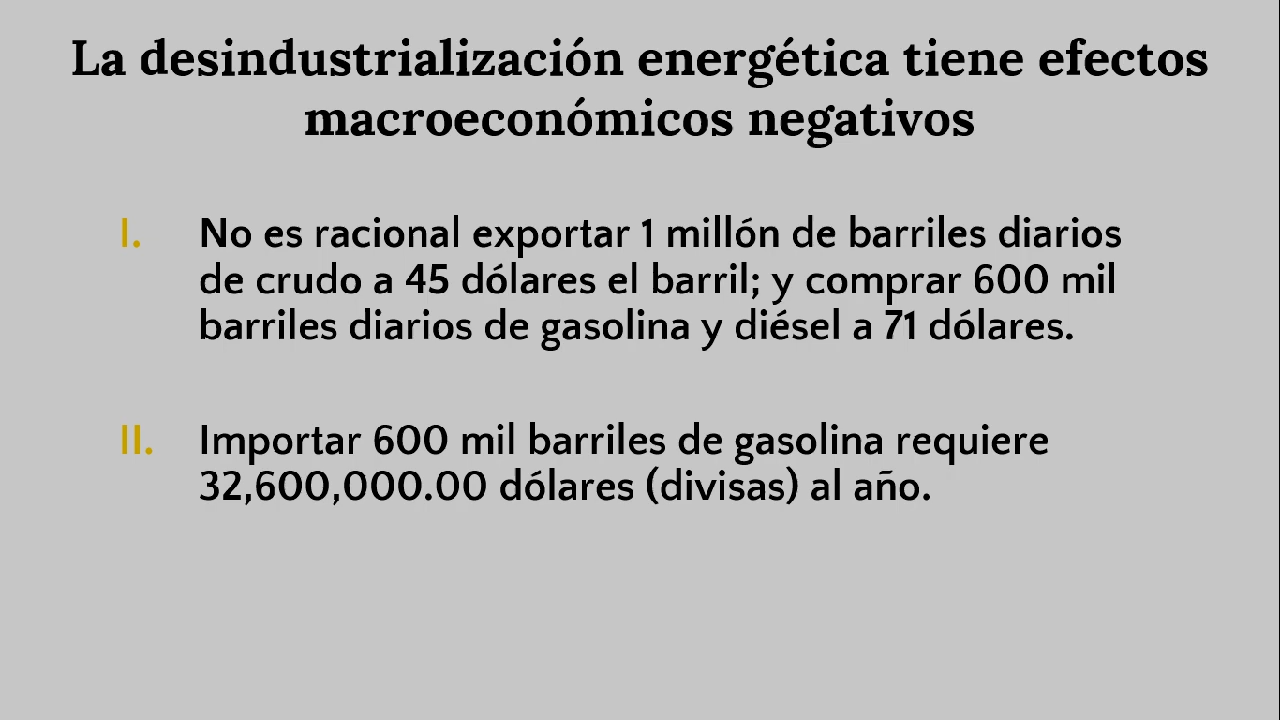 La desindustrialización energética tiene efectos
macroeconómicos negativos
I. No es racional exportar 1 millón de barriles diarios
de crudo a 45 dólares el barril; y comprar 600 mil
barriles diarios de gasolina y diésel a 71 dólares.
II. Importar 600 mil barriles de gasolina requiere
32,600,000.00 dólares (divisas) al año.